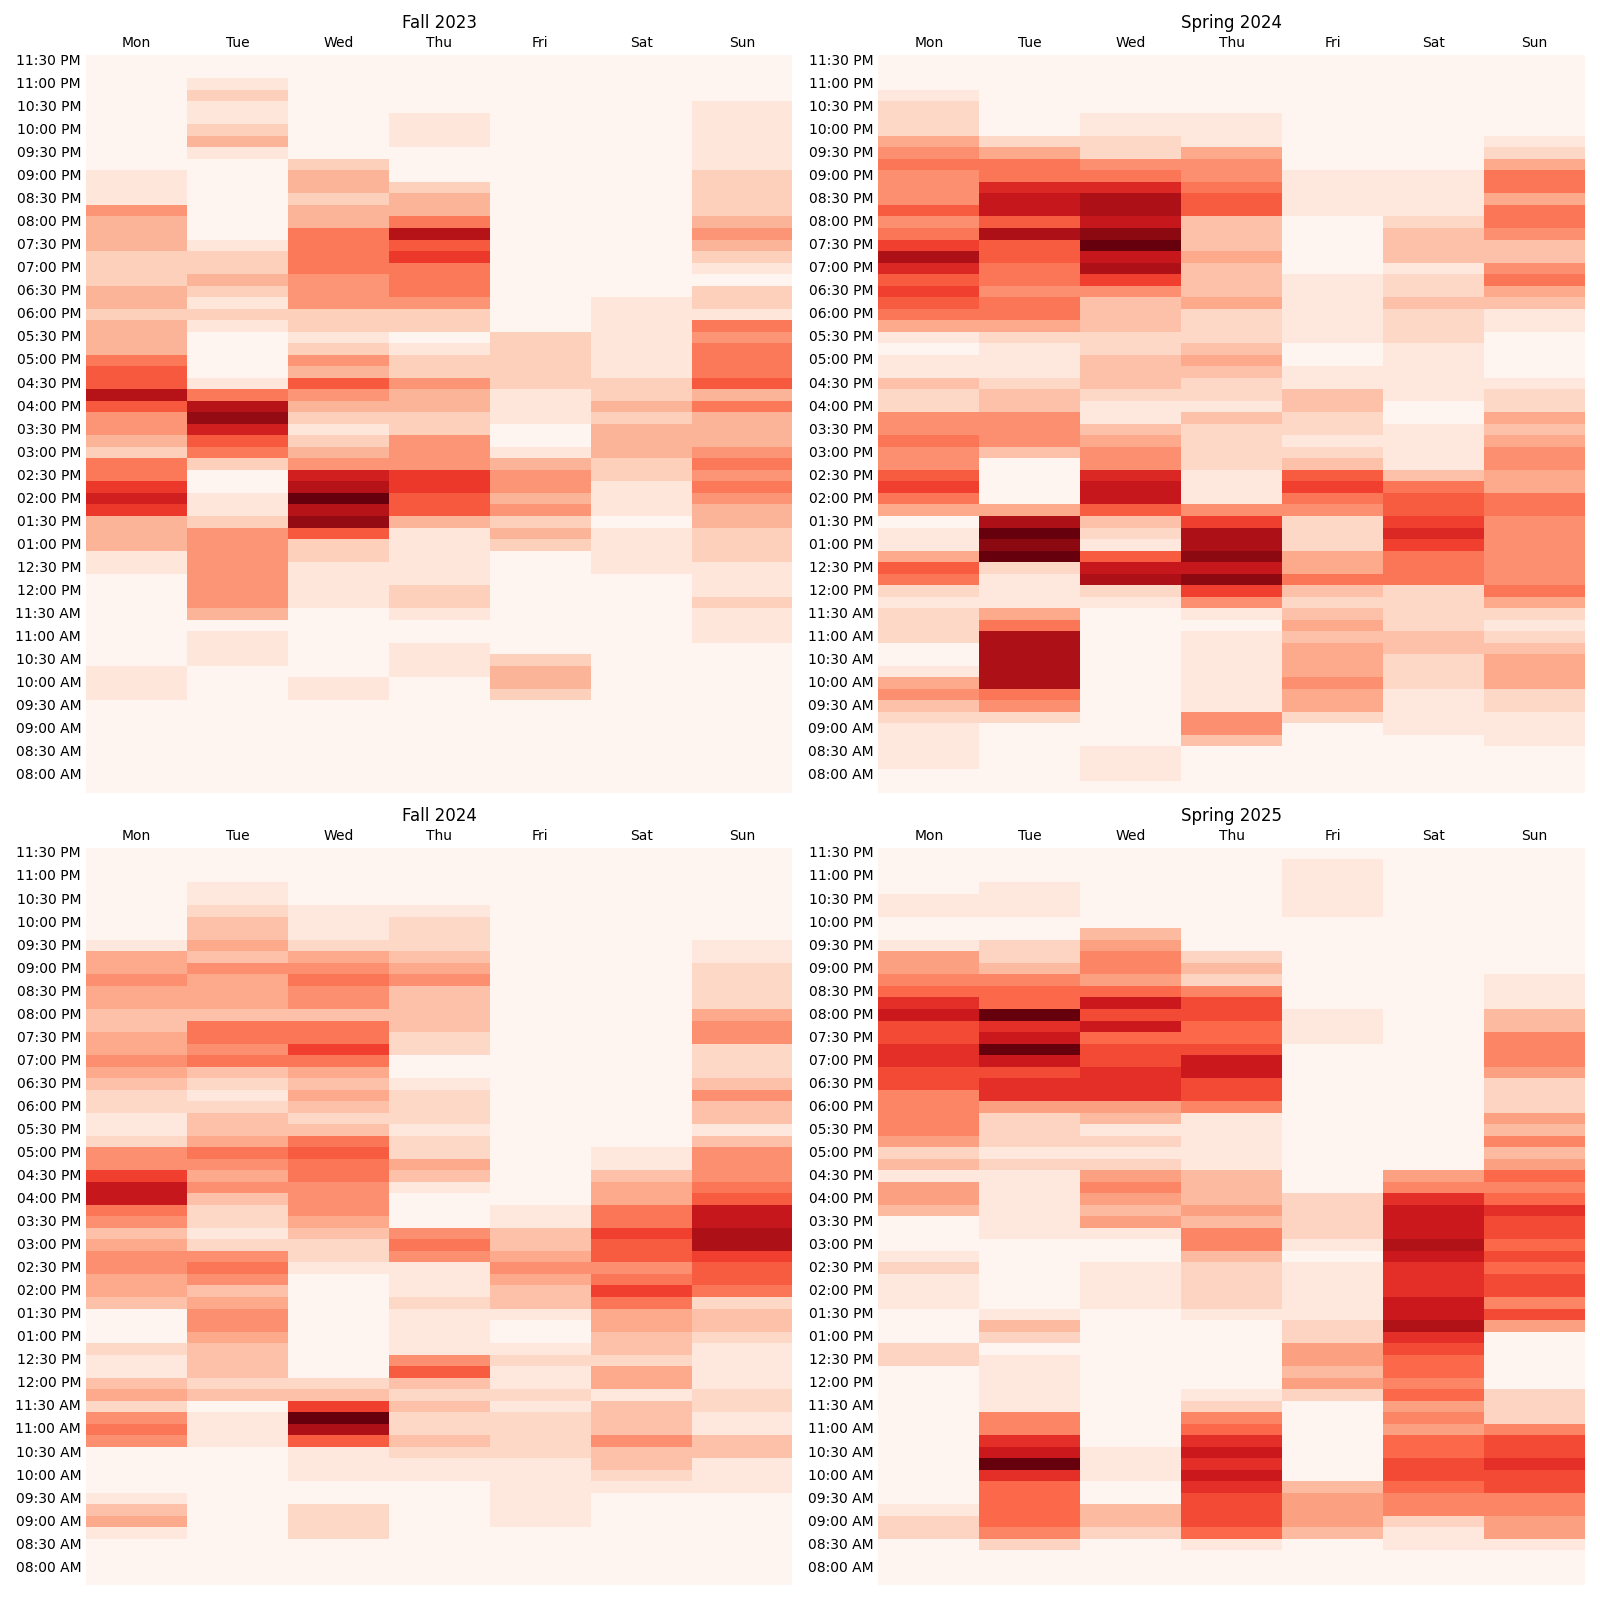 Fall 2023
Mon Tue Wed Thu Fri Sat Sun
11:30 PM
11:00 PM
10:30 PM
10:00 PM
09:30 PM
09:00 PM
08:30 PM
08:00 PM
07:30 PM
07:00 PM
06:30 PM
06:00 PM
05:30 PM
05:00 PM
04:30 PM
04:00 PM
03:30 PM
03:00 PM
02:30 PM
02:00 PM
01:30 PM
01:00 PM
12:30 PM
12:00 PM
11:30 AM
11:00 AM
10:30 AM
10:00 AM
09:30 AM
09:00 AM
08:30 AM
08:00 AM
Spring 2024
Mon Tue Wed Thu Fri Sat Sun
11:30 PM
11:00 PM
10:30 PM
10:00 PM
09:30 PM
09:00 PM
08:30 PM
08:00 PM
07:30 PM
07:00 PM
06:30 PM
06:00 PM
05:30 PM
05:00 PM
04:30 PM
04:00 PM
03:30 PM
03:00 PM
02:30 PM
02:00 PM
01:30 PM
01:00 PM
12:30 PM
12:00 PM
11:30 AM
11:00 AM
10:30 AM
10:00 AM
09:30 AM
09:00 AM
08:30 AM
08:00 AM
Fall 2024
Mon Tue Wed Thu Fri Sat Sun
11:30 PM
11:00 PM
10:30 PM
10:00 PM
09:30 PM
09:00 PM
08:30 PM
08:00 PM
07:30 PM
07:00 PM
06:30 PM
06:00 PM
05:30 PM
05:00 PM
04:30 PM
04:00 PM
03:30 PM
03:00 PM
02:30 PM
02:00 PM
01:30 PM
01:00 PM
12:30 PM
12:00 PM
11:30 AM
11:00 AM
10:30 AM
10:00 AM
09:30 AM
09:00 AM
08:30 AM
08:00 AM
Spring 2025
Mon Tue Wed Thu Fri Sat Sun
11:30 PM
11:00 PM
10:30 PM
10:00 PM
09:30 PM
09:00 PM
08:30 PM
08:00 PM
07:30 PM
07:00 PM
06:30 PM
06:00 PM
05:30 PM
05:00 PM
04:30 PM
04:00 PM
03:30 PM
03:00 PM
02:30 PM
02:00 PM
01:30 PM
01:00 PM
12:30 PM
12:00 PM
11:30 AM
11:00 AM
10:30 AM
10:00 AM
09:30 AM
09:00 AM
08:30 AM
08:00 AM